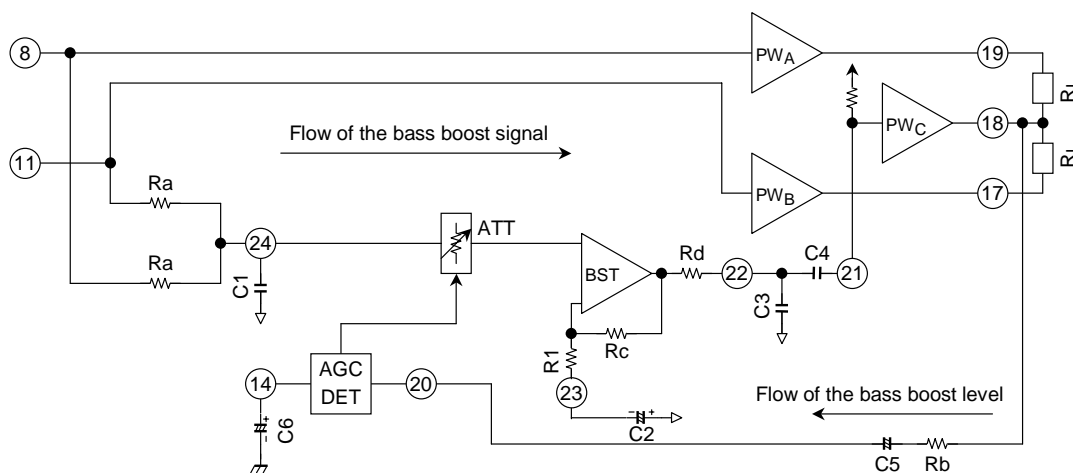 8
PWA
19
RL
PWC
18
Flow of the bass boost signal
11
RL
Ra
PWB
17
24
ATT
Ra
C1
BST
Rd
22
C4
21
C3
Rc
R1
AGC
DET
14
20
23
C6
C2
Flow of the bass boost level
C5
Rb